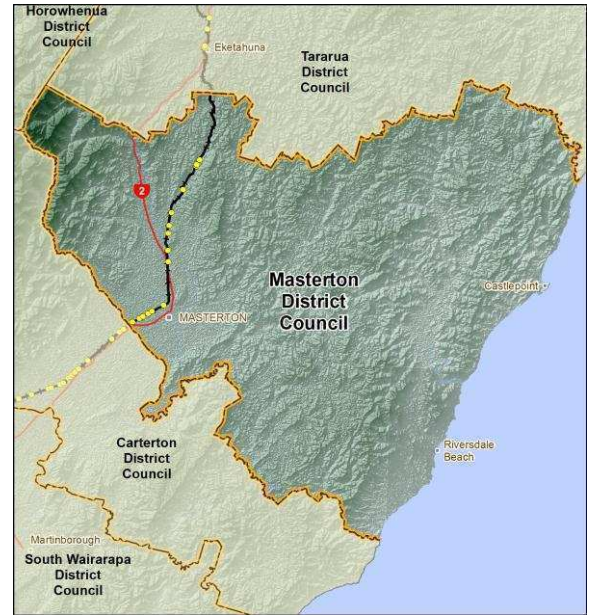 Horowhenua
District
Council
Eketahuna
Tararua
District
Council
2
Masterton
District
Council
Castlepoint
MASTERTON
Carterton
District
Council
Riversdale
Beach
Martinborough
South Wairarapa
District
Council